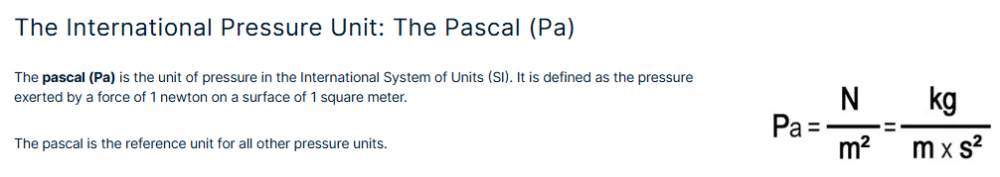 The International Pressure Unit: The Pascal (Pa)
The pascal (Pa) is the unit of pressure in the International System of Units (SI). It is defined as the pressure
exerted by a force of 1 newton on a surface of 1 square meter.
The pascal is the reference unit for all other pressure units.
Pa = N / m² = kg / m x s²